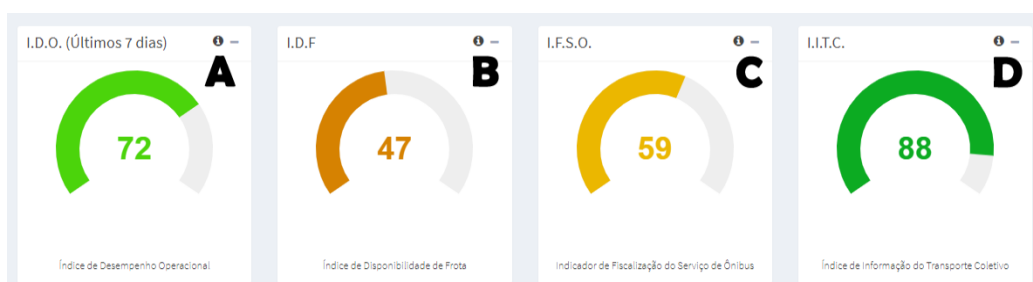 I.D.O. (Últimos 7 dias)
A
72
Índice de Desempenho Operacional
I.D.F
B
47
Índice de Disponibilidade de Frota
I.F.S.O.
C
59
Indicador de Fiscalização do Serviço de Ônibus
I.I.T.C.
D
88
Índice de Informação do Transporte Coletivo